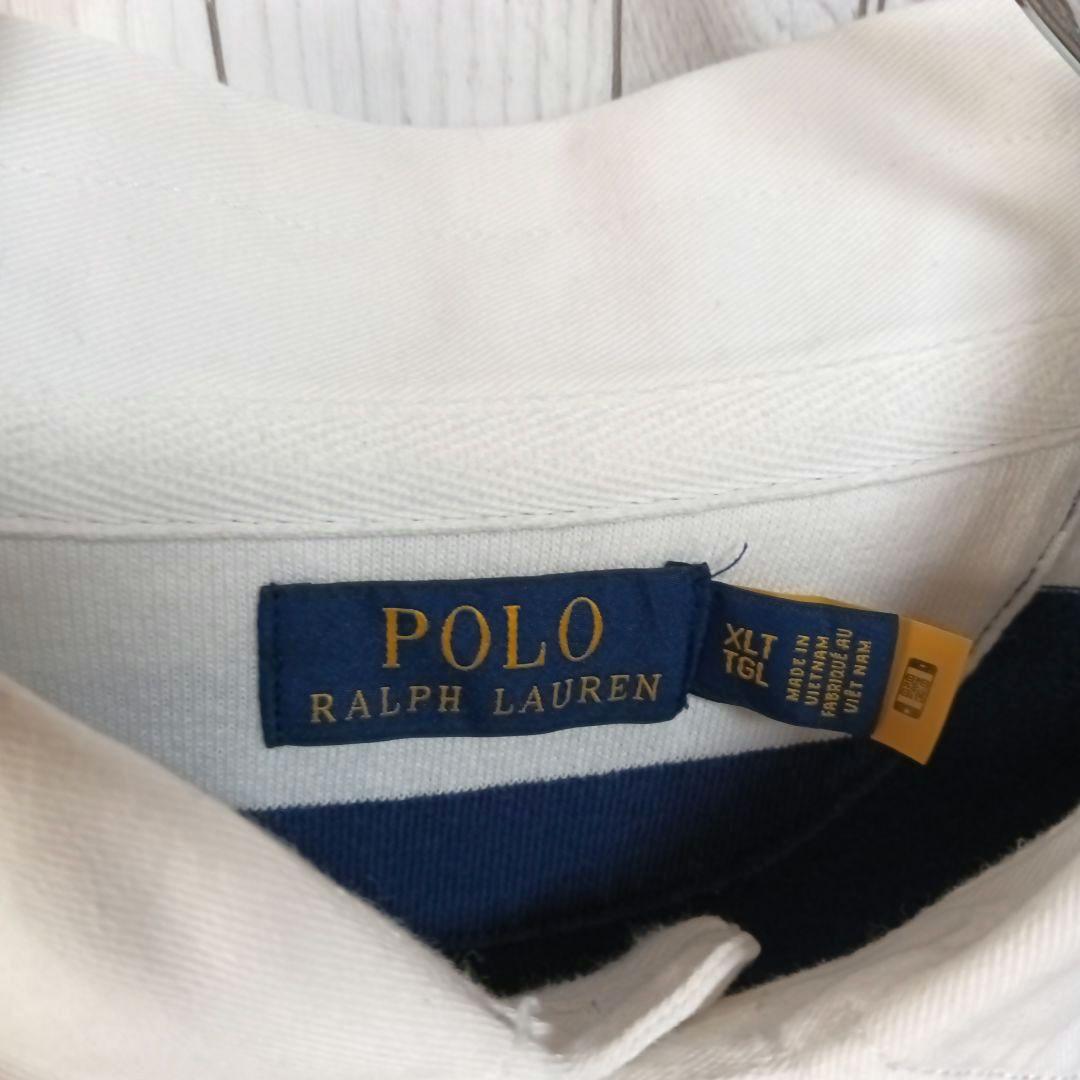 POLO
RALPH LAUREN
XLT
TGL
MADE IN
VIETNAM
FABRIQUÉ AU
VIÊT NAM